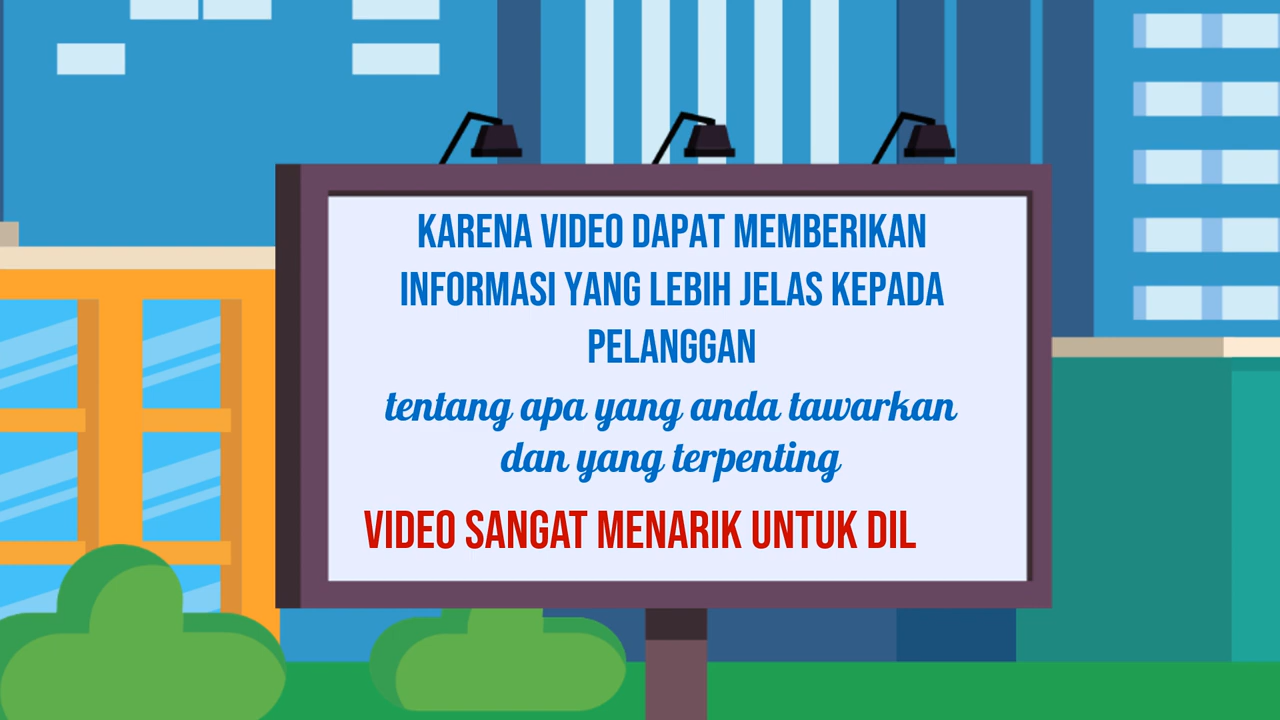 KARENA VIDEO DAPAT MEMBERIKAN
INFORMASI YANG LEBIH JELAS KEPADA
PELANGGAN
tentang apa yang anda tawarkan
dan yang terpenting
VIDEO SANGAT MENARIK UNTUK DIL